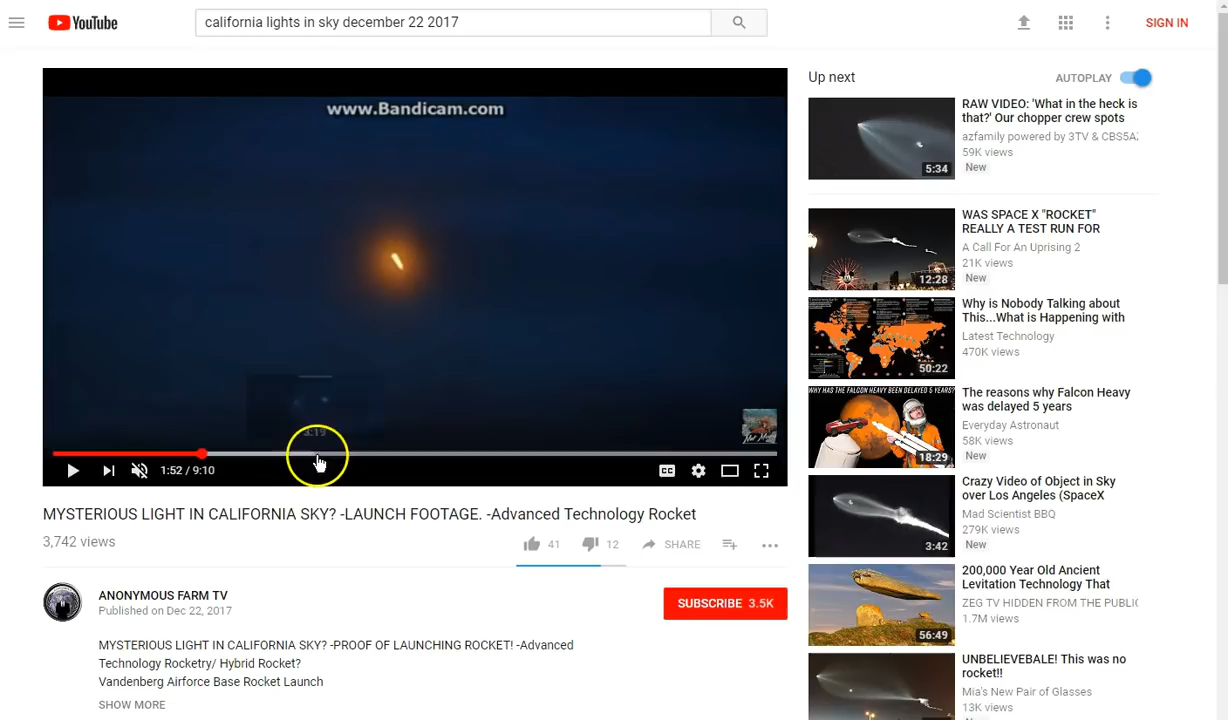 YouTube
california lights in sky december 22 2017
SIGN IN
www.Bandicam.com
3:19
1:52 / 9:10
CC
MYSTERIOUS LIGHT IN CALIFORNIA SKY? -LAUNCH FOOTAGE. -Advanced Technology Rocket
3,742 views
41
12
SHARE
ANONYMOUS FARM TV
Published on Dec 22, 2017
SUBSCRIBE 3.5K
MYSTERIOUS LIGHT IN CALIFORNIA SKY? -PROOF OF LAUNCHING ROCKET! -Advanced
Technology Rocketry/ Hybrid Rocket?
Vandenberg Airforce Base Rocket Launch
SHOW MORE
Up next
AUTOPLAY
RAW VIDEO: 'What in the heck is
that?' Our chopper crew spots
azfamily powered by 3TV & CBS5AZ
59K views
New
5:34
WAS SPACE X "ROCKET"
REALLY A TEST RUN FOR
A Call For An Uprising 2
21K views
New
12:28
Why is Nobody Talking about
This...What is Happening with
Latest Technology
470K views
50:22
WHY HAS THE FALCON HEAVY BEEN DELAYED 5 YEARS?
The reasons why Falcon Heavy
was delayed 5 years
Everyday Astronaut
58K views
New
18:29
Crazy Video of Object in Sky
over Los Angeles (SpaceX
Mad Scientist BBQ
279K views
New
3:42
200,000 Year Old Ancient
Levitation Technology That
ZEG TV HIDDEN FROM THE PUBLIC
1.7M views
56:49
UNBELIEVEBALE! This was no
rocket!!
Mia's New Pair of Glasses
13K views